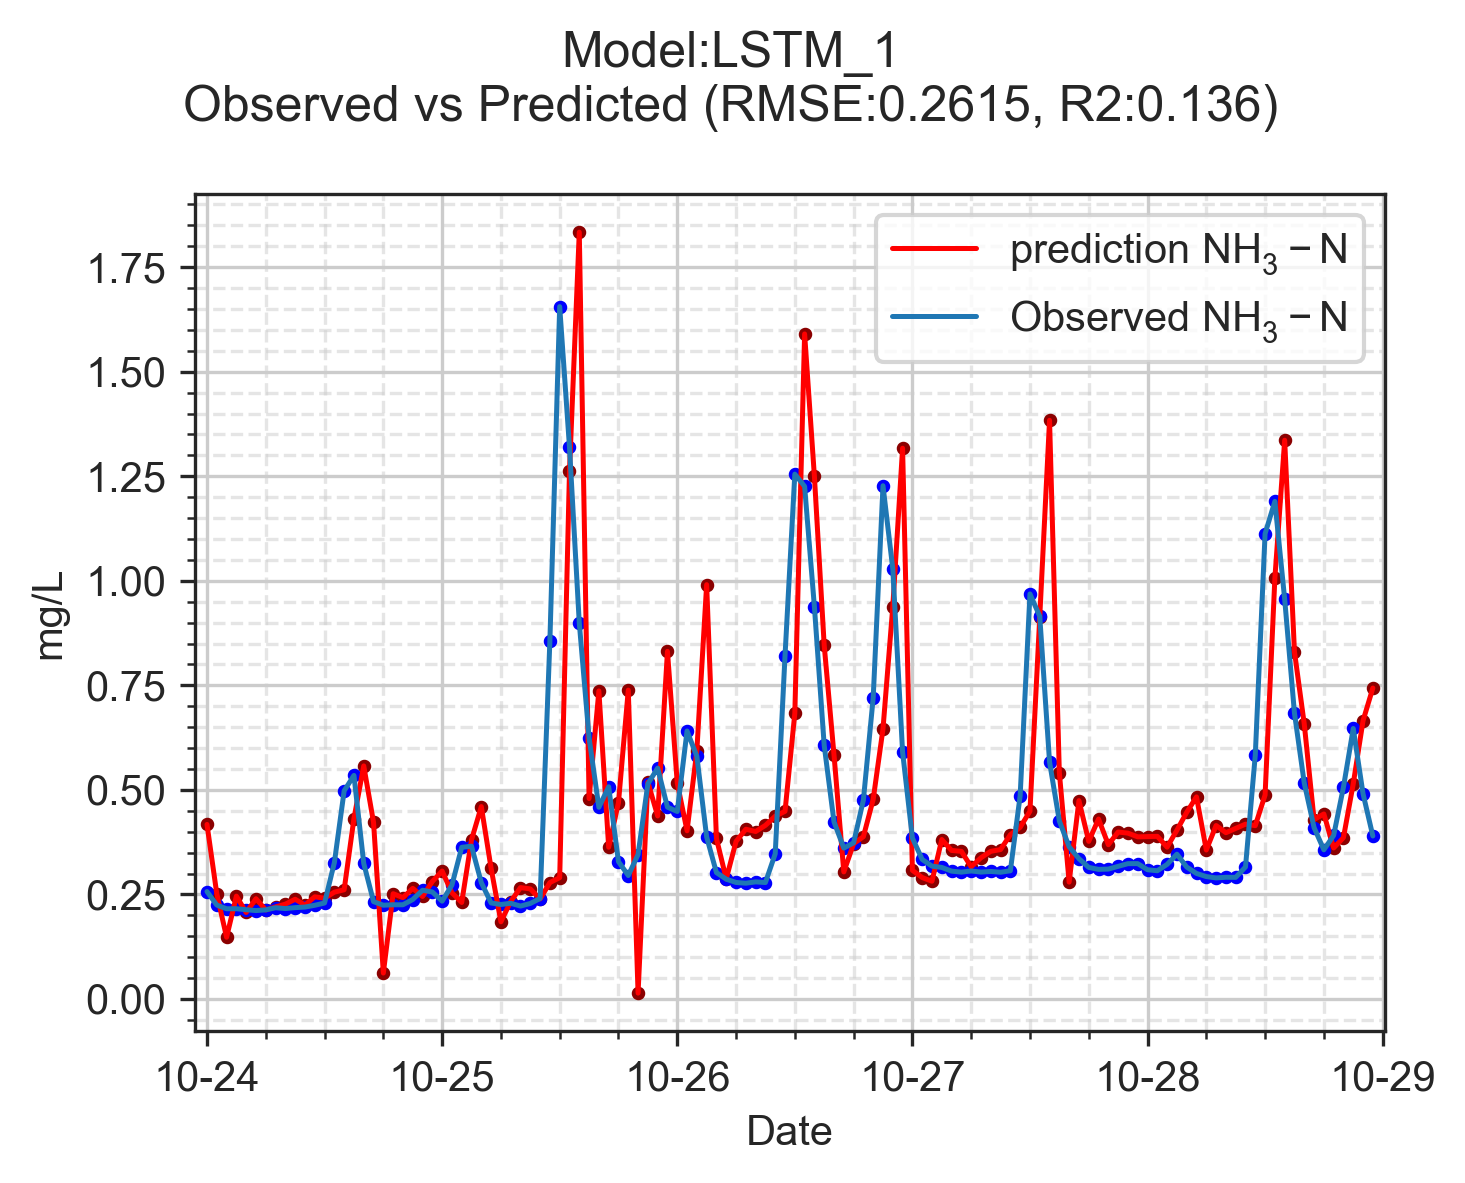 Model:LSTM_1
Observed vs Predicted (RMSE:0.2615, R2:0.136)
prediction NH₃ − N
Observed NH₃ − N
1.75
1.50
1.25
1.00
0.75
0.50
0.25
0.00
mg/L
10-24 10-25 10-26 10-27 10-28 10-29
Date